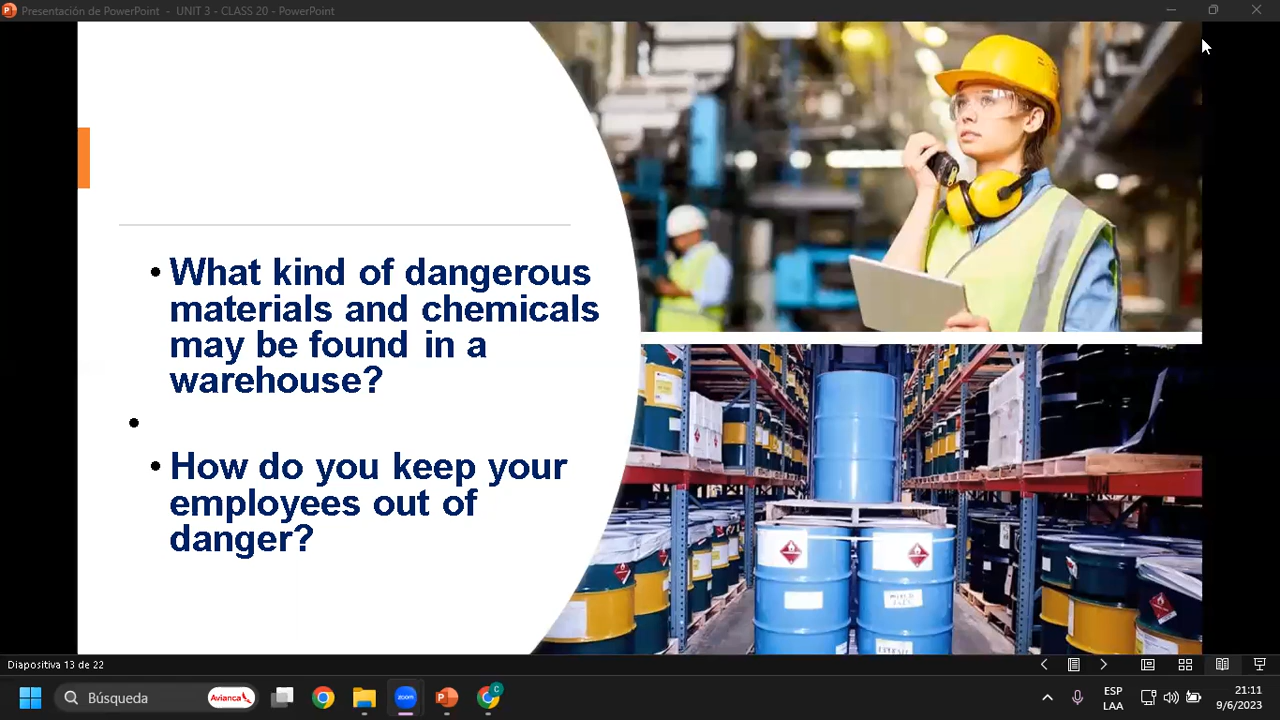 Presentación de PowerPoint - UNIT 3 - CLASS 20 - PowerPoint
• What kind of dangerous
materials and chemicals
may be found in a
warehouse?
•
• How do you keep your
employees out of
danger?
Diapositiva 13 de 22
Búsqueda
Avianca
zoom
C
ESP
LAA
21:11
9/6/2023